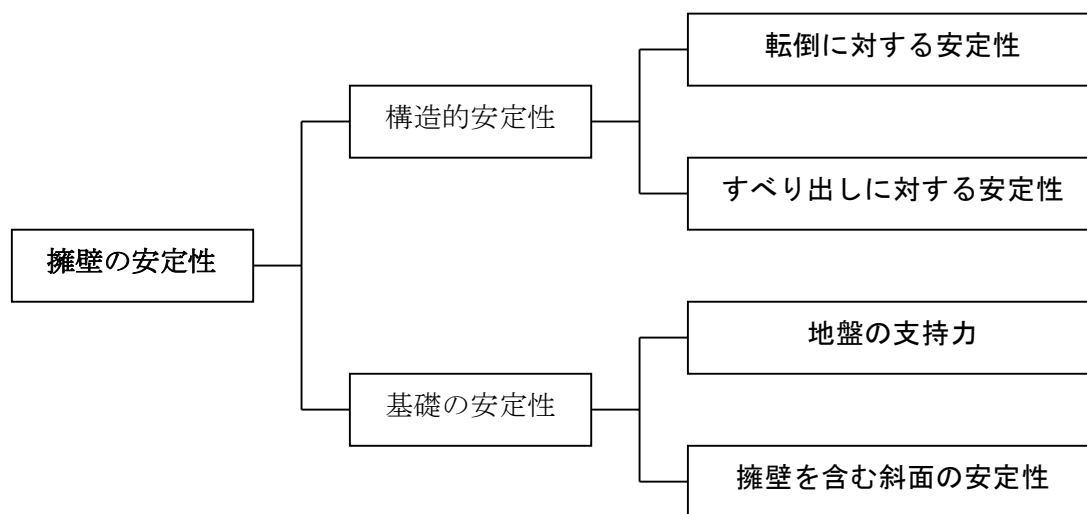 転倒に対する安定性
構造的安定性
すべり出しに対する安定性
擁壁の安定性
地盤の支持力
基礎の安定性
擁壁を含む斜面の安定性